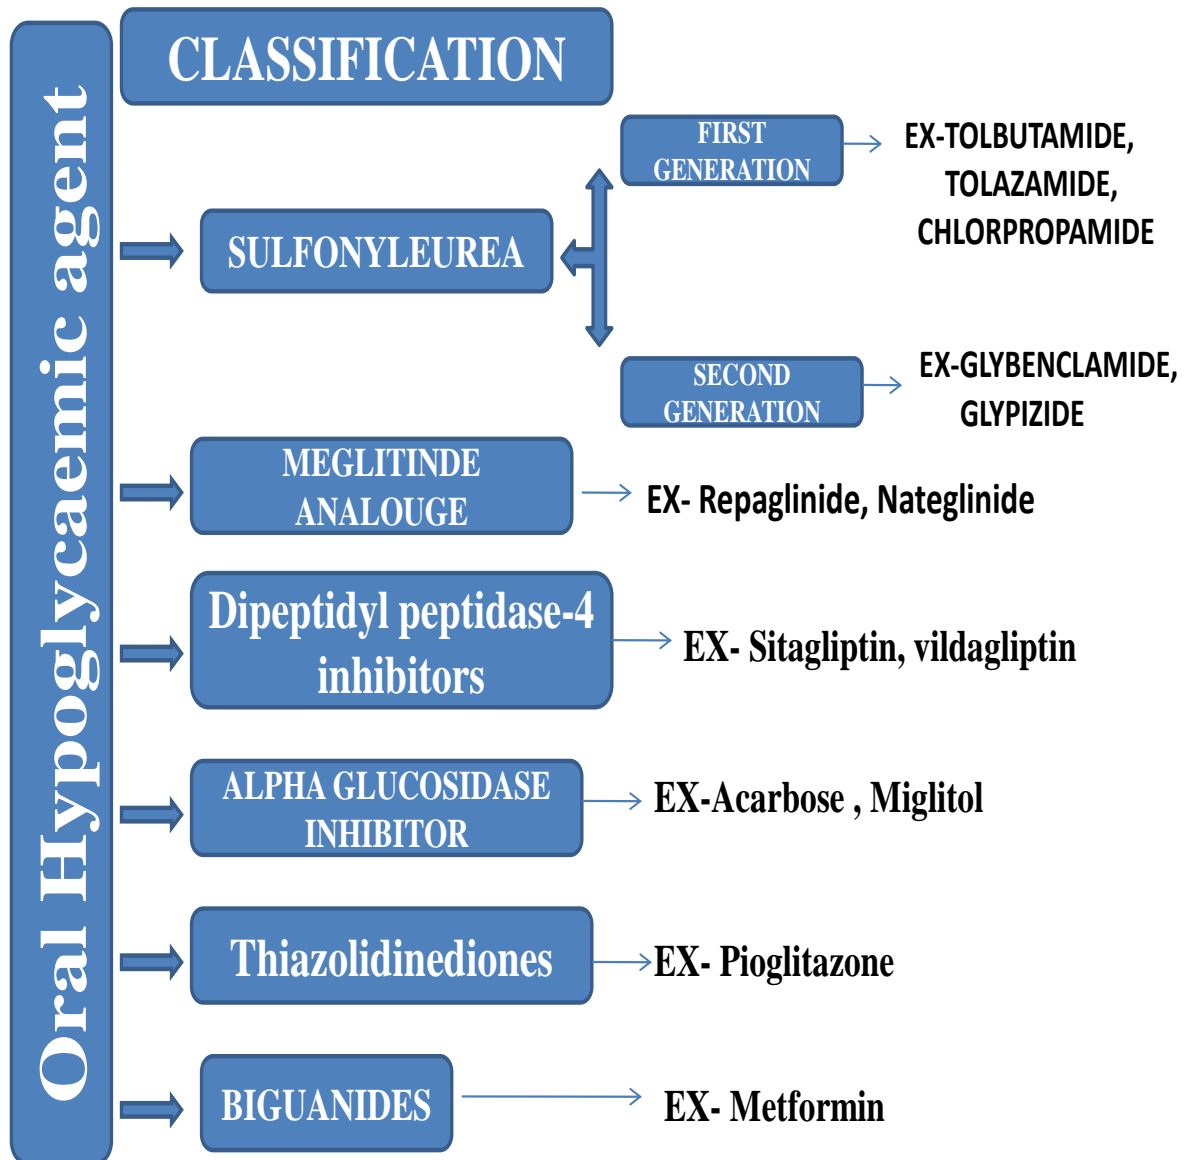 Oral Hypoglycaemic agent
CLASSIFICATION
SULFONYLEUREA
FIRST
GENERATION
EX-TOLBUTAMIDE,
TOLAZAMIDE,
CHLORPROPAMIDE
SECOND
GENERATION
EX-GLYBENCLAMIDE,
GLYPIZIDE
MEGLITINDE
ANALOUGE
EX- Repaglinide, Nateglinide
Dipeptidyl peptidase-4
inhibitors
EX- Sitagliptin, vildagliptin
ALPHA GLUCOSIDASE
INHIBITOR
EX-Acarbose , Miglitol
Thiazolidinediones
EX- Pioglitazone
BIGUANIDES
EX- Metformin